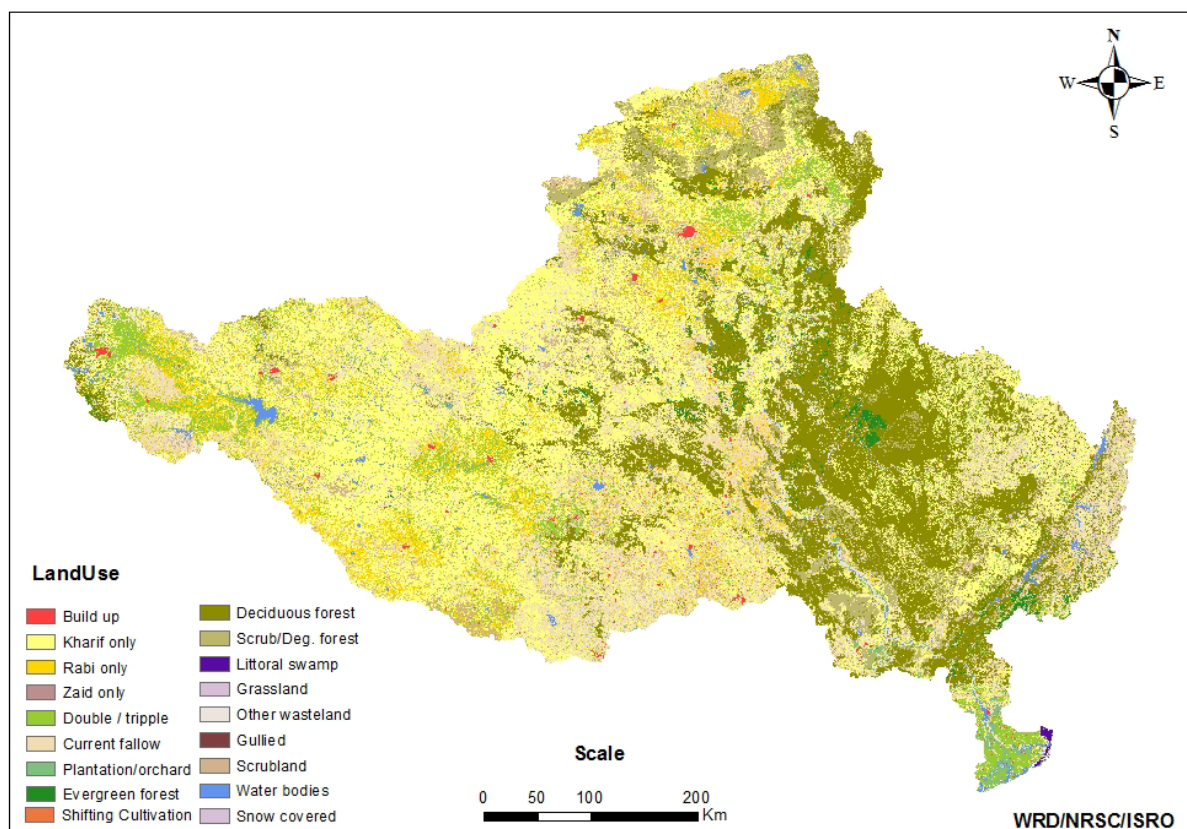 N
W E
S
LandUse
Build up
Kharif only
Rabi only
Zaid only
Double / tripple
Current fallow
Plantation/orchard
Evergreen forest
Shifting Cultivation
Deciduous forest
Scrub/Deg. forest
Littoral swamp
Grassland
Other wasteland
Gullied
Scrubland
Water bodies
Snow covered
Scale
0 50 100 200
Km
WRD/NRSC/ISRO